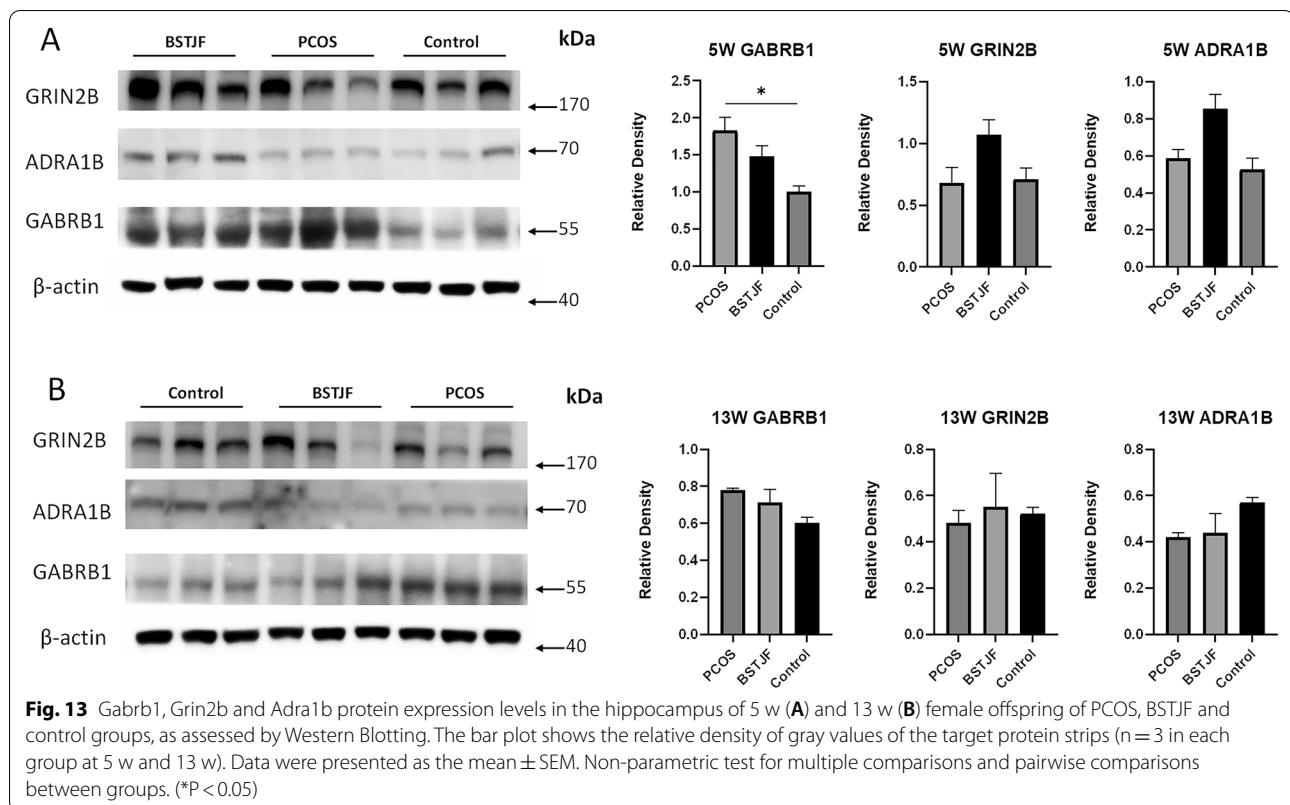 A
BSTJF PCOS Control kDa
GRIN2B
170
ADRA1B
70
GABRB1
55
β-actin
40
5W GABRB1
Relative Density
2.5
2.0
1.5
1.0
0.5
0.0
*
PCOS BSTJF Control
5W GRIN2B
Relative Density
1.5
1.0
0.5
0.0
PCOS BSTJF Control
5W ADRA1B
Relative Density
1.0
0.8
0.6
0.4
0.2
0.0
PCOS BSTJF Control
B
Control BSTJF PCOS kDa
GRIN2B
170
ADRA1B
70
GABRB1
55
β-actin
40
13W GABRB1
Relative Density
1.0
0.8
0.6
0.4
0.2
0.0
PCOS BSTJF Control
13W GRIN2B
Relative Density
0.8
0.6
0.4
0.2
0.0
PCOS BSTJF Control
13W ADRA1B
Relative Density
0.8
0.6
0.4
0.2
0.0
PCOS BSTJF Control
Fig. 13 Gabrb1, Grin2b and Adra1b protein expression levels in the hippocampus of 5 w (A) and 13 w (B) female offspring of PCOS, BSTJF and
control groups, as assessed by Western Blotting. The bar plot shows the relative density of gray values of the target protein strips (n = 3 in each
group at 5 w and 13 w). Data were presented as the mean ± SEM. Non-parametric test for multiple comparisons and pairwise comparisons
between groups. (*P < 0.05)